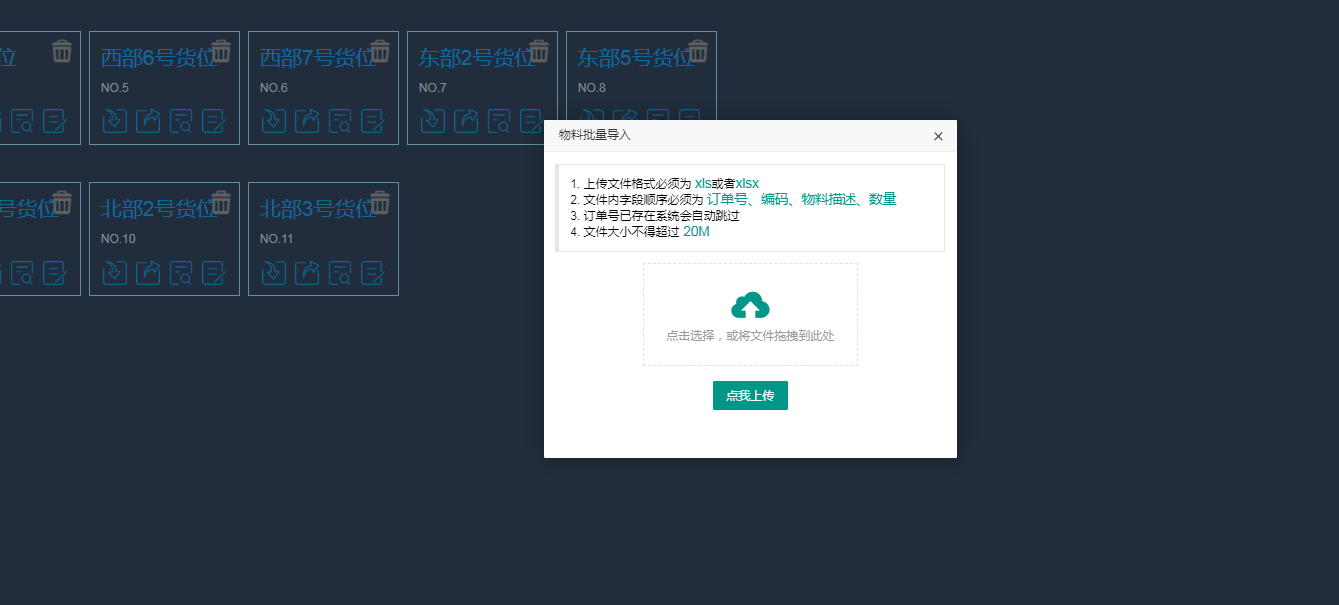 位
西部6号货位
西部7号货位
东部2号货位
东部5号货位
NO.5
NO.6
NO.7
NO.8
号货位
北部2号货位
北部3号货位
NO.10
NO.11
物料批量导入
1. 上传文件格式必须为 xls或者xlsx
2. 文件内字段顺序必须为 订单号、编码、物料描述、数量
3. 订单号已存在系统会自动跳过
4. 文件大小不得超过 20M
点击选择，或将文件拖拽到此处
点我上传